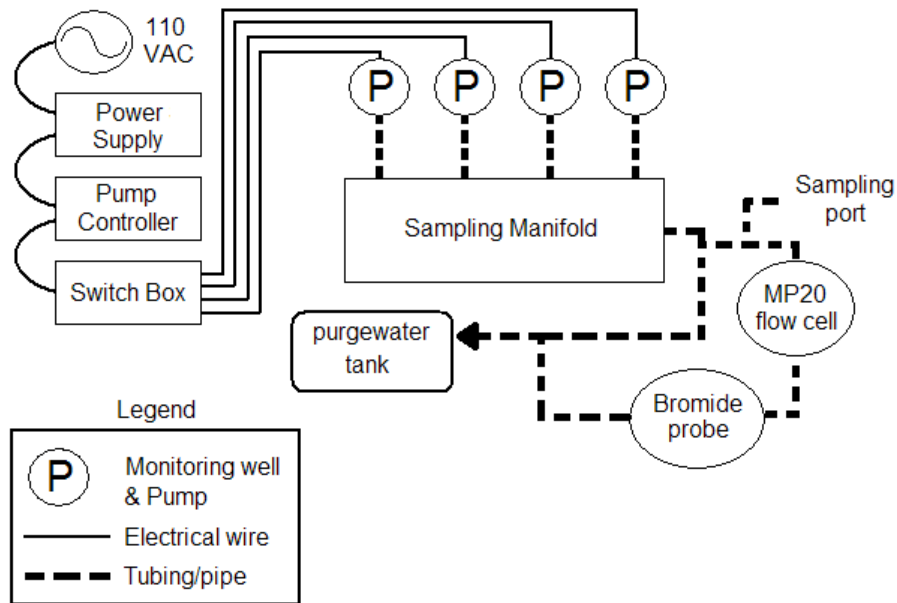 110
VAC
Power
Supply
Pump
Controller
Switch Box
P
P
P
P
Sampling Manifold
Sampling
port
MP20
flow cell
purgewater
tank
Bromide
probe
Legend
P
Monitoring well
& Pump
Electrical wire
Tubing/pipe